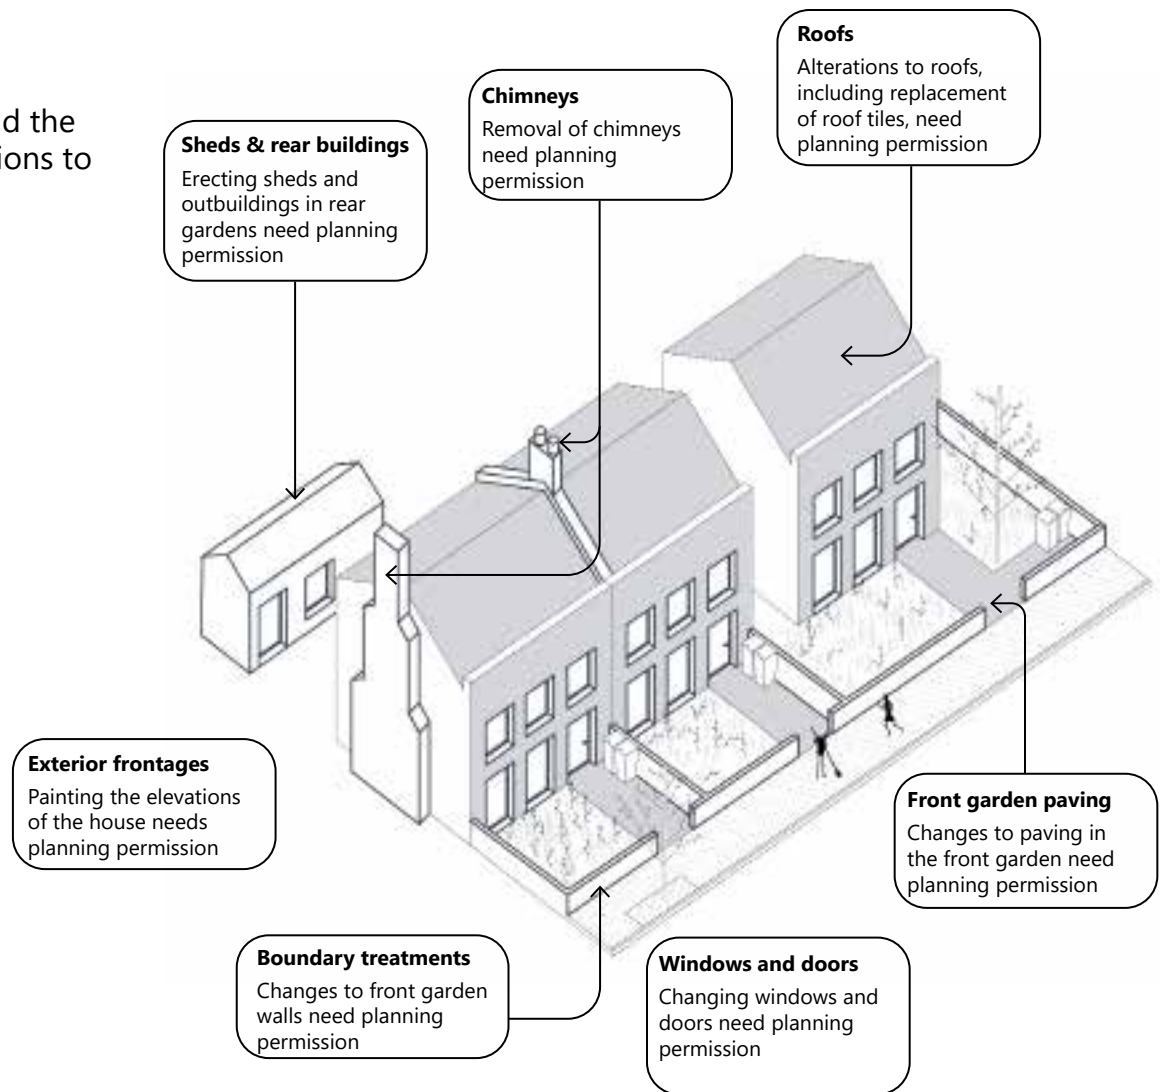 d the
ions to
Roofs
Alterations to roofs,
including replacement
of roof tiles, need
planning permission
Chimneys
Removal of chimneys
need planning
permission
Sheds & rear buildings
Erecting sheds and
outbuildings in rear
gardens need planning
permission
Exterior frontages
Painting the elevations
of the house needs
planning permission
Front garden paving
Changes to paving in
the front garden need
planning permission
Boundary treatments
Changes to front garden
walls need planning
permission
Windows and doors
Changing windows and
doors need planning
permission